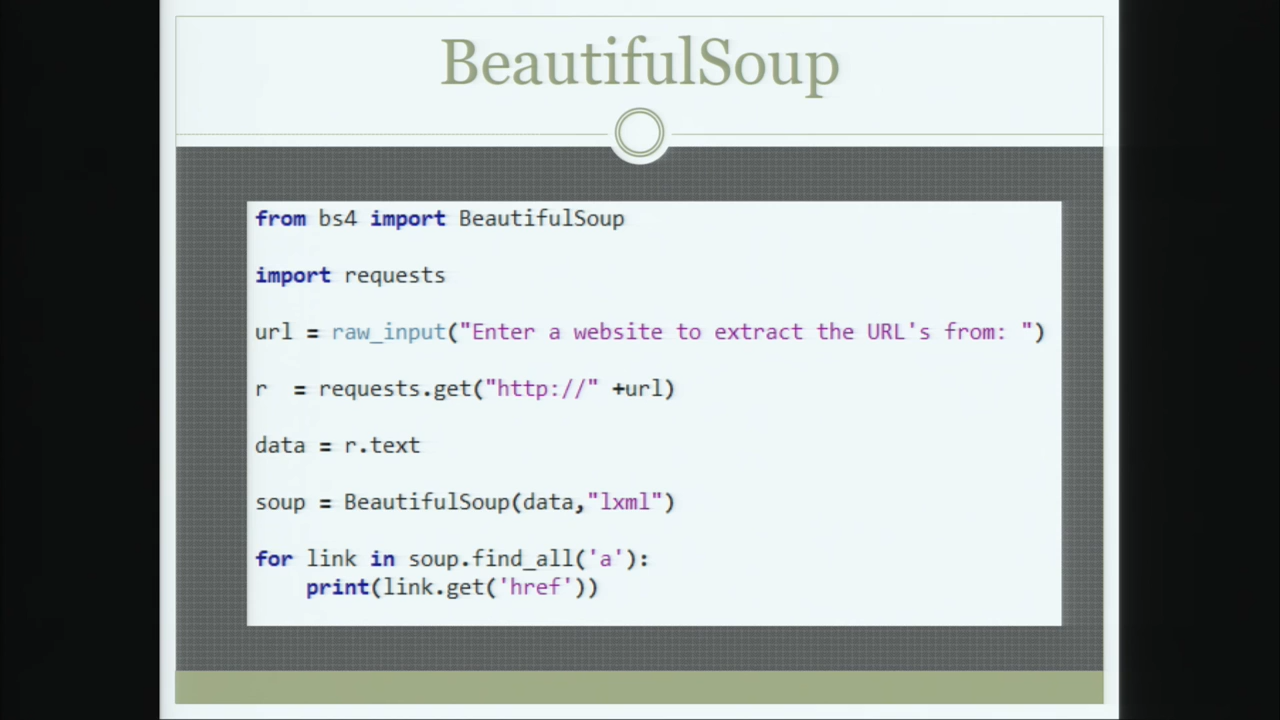 BeautifulSoup
from bs4 import BeautifulSoup
import requests
url = raw_input("Enter a website to extract the URL's from: ")
r  = requests.get("http://" +url)
data = r.text
soup = BeautifulSoup(data,"lxml")
for link in soup.find_all('a'):
    print(link.get('href'))